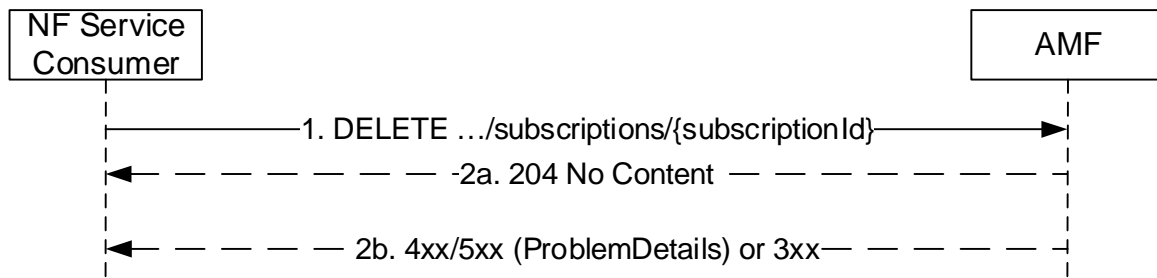 NF Service
Consumer
AMF
1. DELETE …/subscriptions/{subscriptionId}
2a. 204 No Content
2b. 4xx/5xx (ProblemDetails) or 3xx